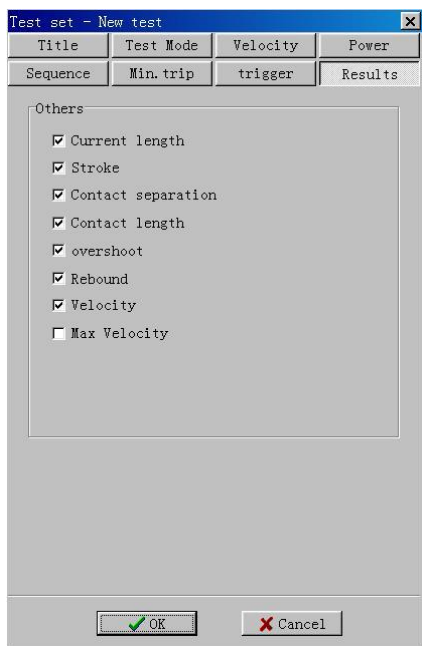 Test set - New test
Title Test Mode Velocity Power
Sequence Min. trip trigger Results
Others
Current length
Stroke
Contact separation
Contact length
overshoot
Rebound
Velocity
Max Velocity
OK Cancel